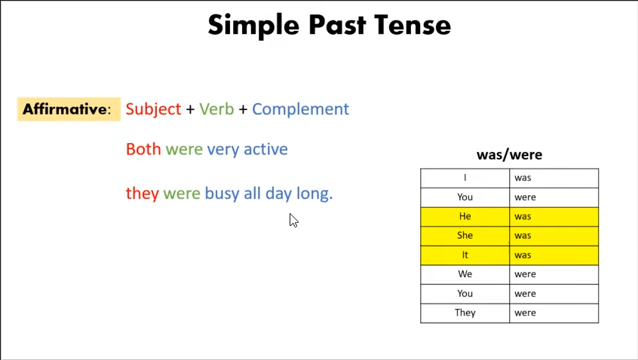 Simple Past Tense
Affirmative: Subject + Verb + Complement
Both were very active
they were busy all day long.
was/were
I was
You were
He was
She was
It was
We were
You were
They were